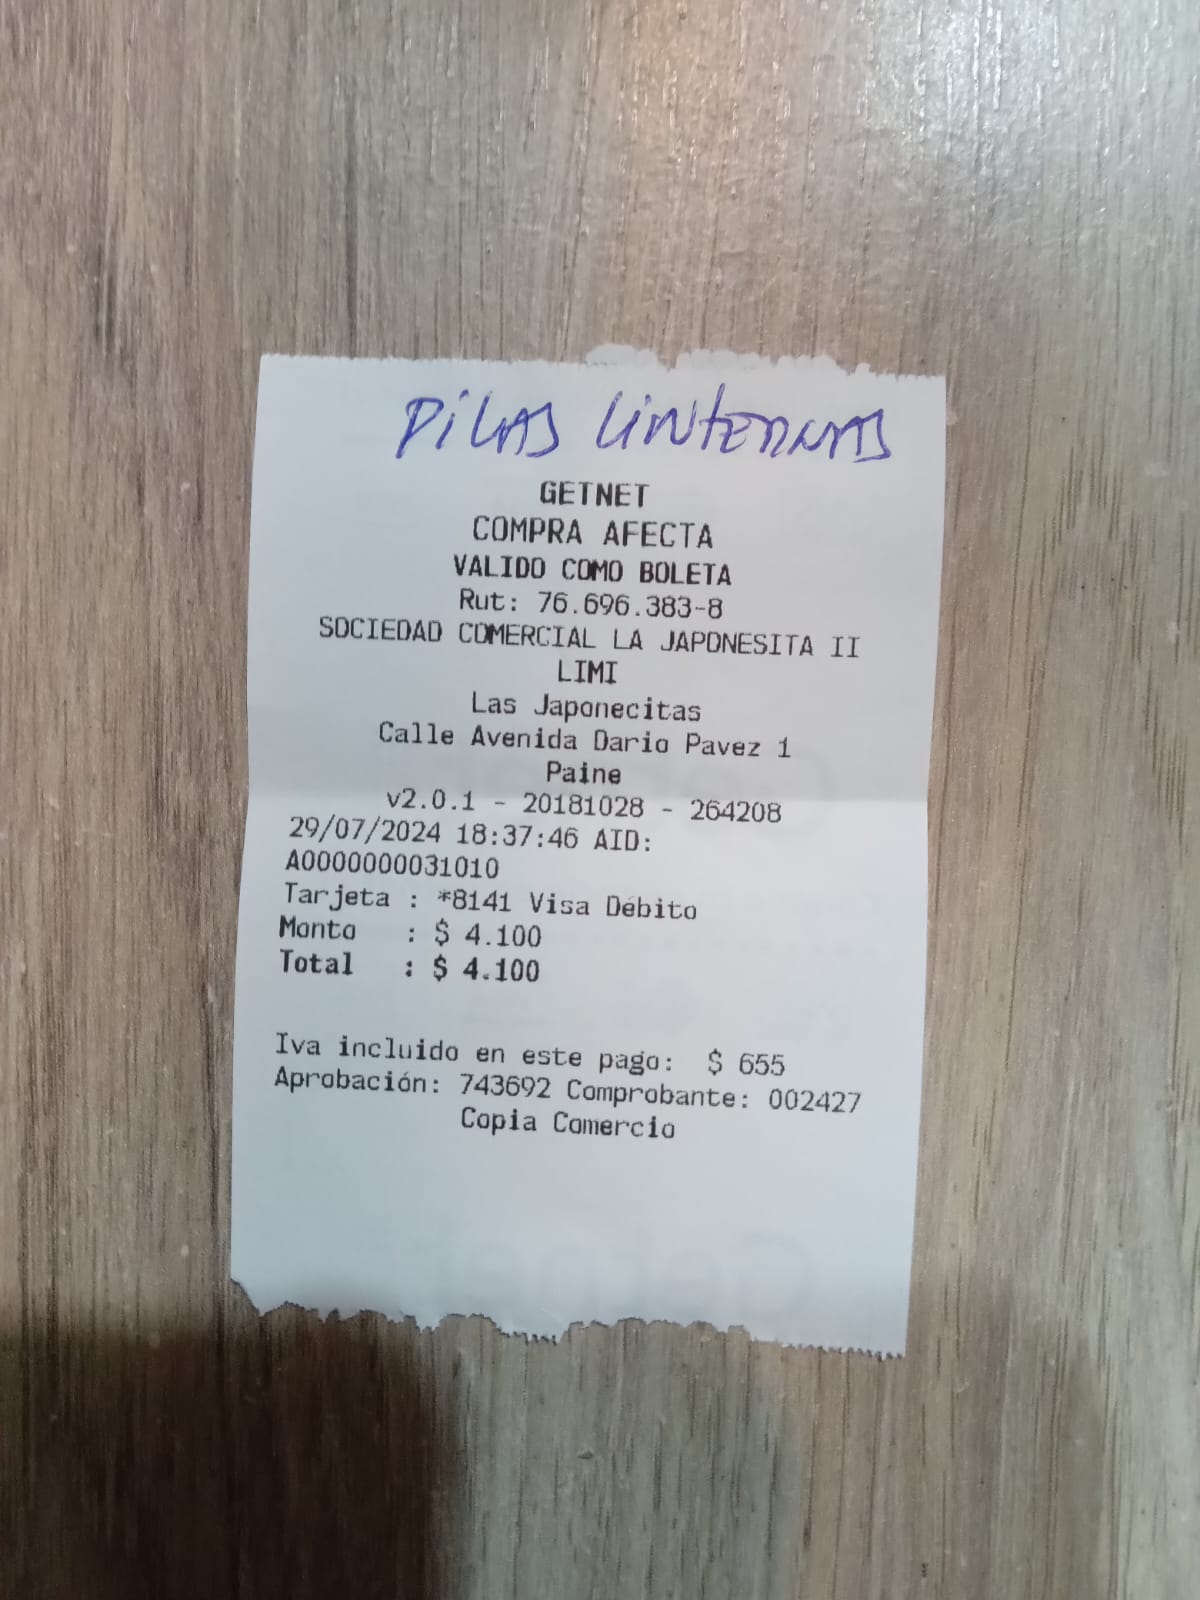 PILAS LINTERNAS
GETNET
COMPRA AFECTA
VALIDO COMO BOLETA
Rut: 76.696.383-8
SOCIEDAD COMERCIAL LA JAPONESITA II
LIMI
Las Japonecitas
Calle Avenida Dario Pavez 1
Paine
v2.0.1 - 20181028 - 264208
29/07/2024 18:37:46 AID:
A0000000031010
Tarjeta : *8141 Visa Débito
Monto : $ 4.100
Total : $ 4.100
Iva incluido en este pago: $ 655
Aprobación: 743692 Comprobante: 002427
Copia Comercio